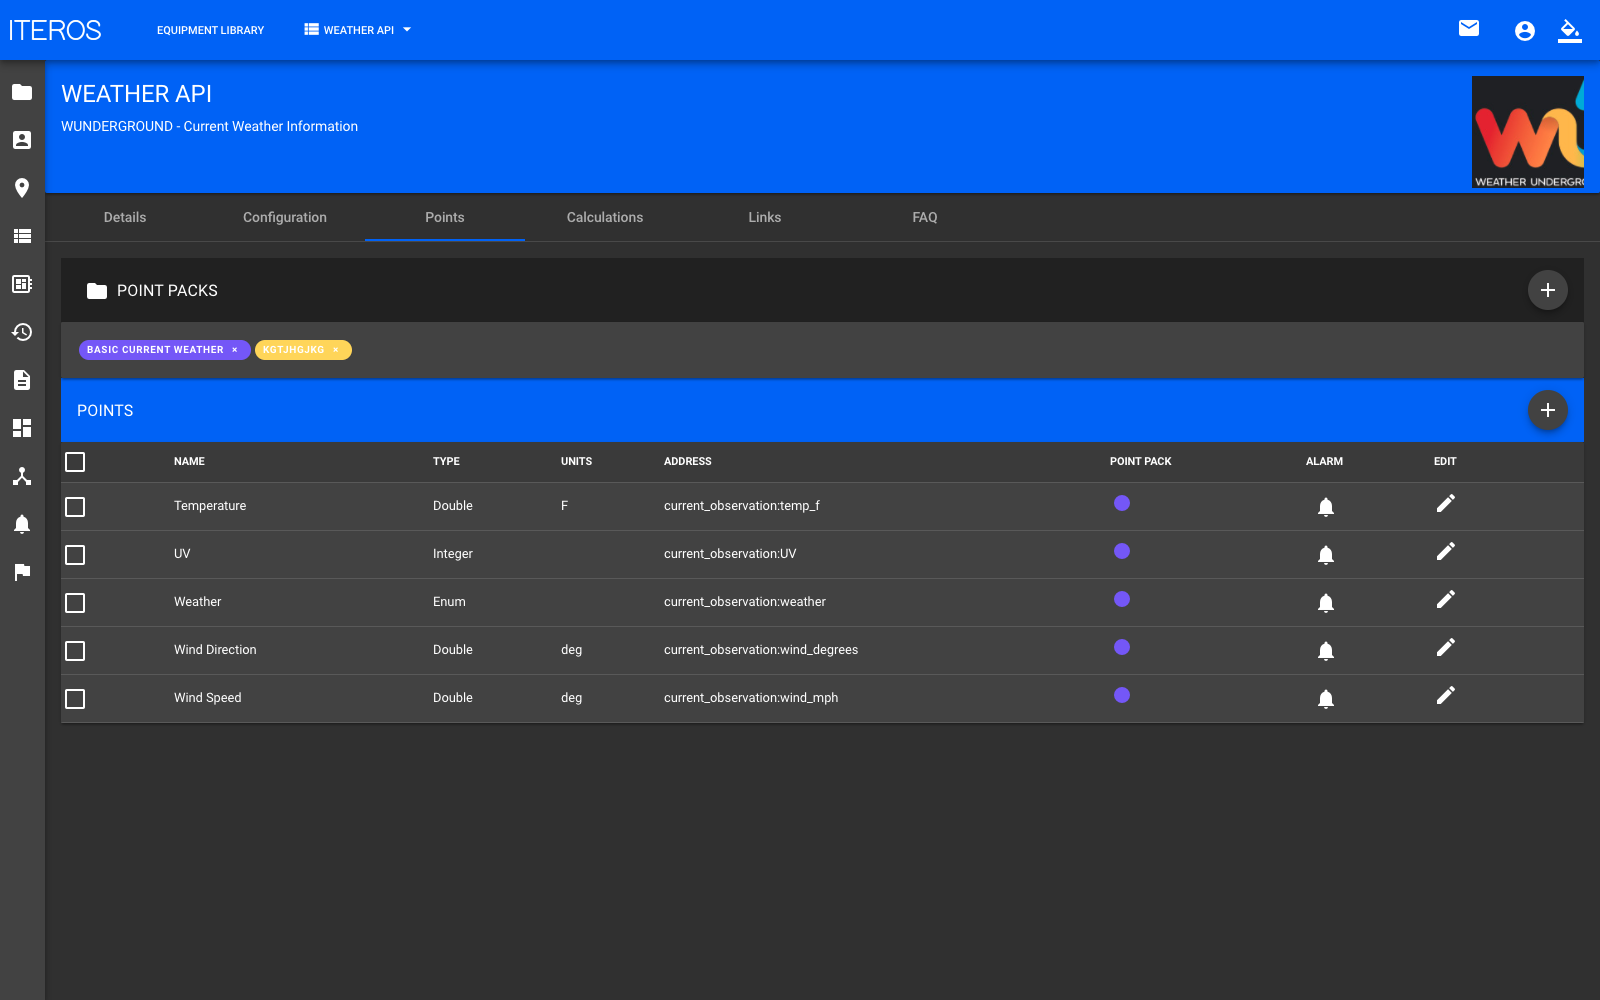 ITEROS
EQUIPMENT LIBRARY
WEATHER API
WEATHER API
WUNDERGROUND - Current Weather Information
WEATHER UNDERGR
Details Configuration Points Calculations Links FAQ
POINT PACKS
BASIC CURRENT WEATHER ×
KGTJHGJKG ×
POINTS
NAME TYPE UNITS ADDRESS POINT PACK ALARM EDIT
Temperature Double F current_observation:temp_f
UV Integer current_observation:UV
Weather Enum current_observation:weather
Wind Direction Double deg current_observation:wind_degrees
Wind Speed Double deg current_observation:wind_mph